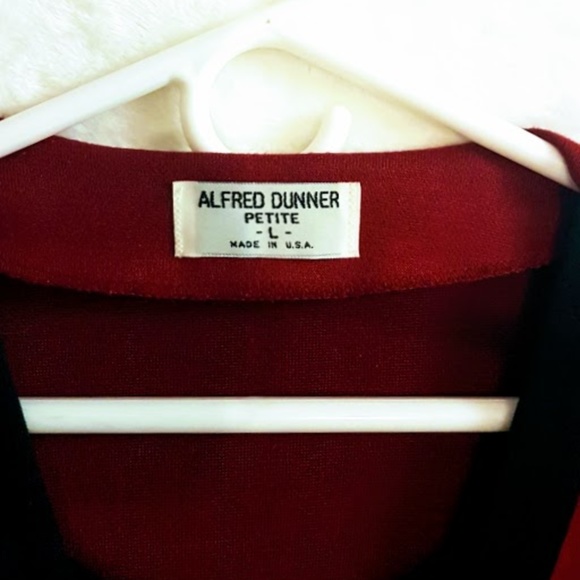 ALFRED DUNNER
PETITE
- L -
MADE IN U.S.A.